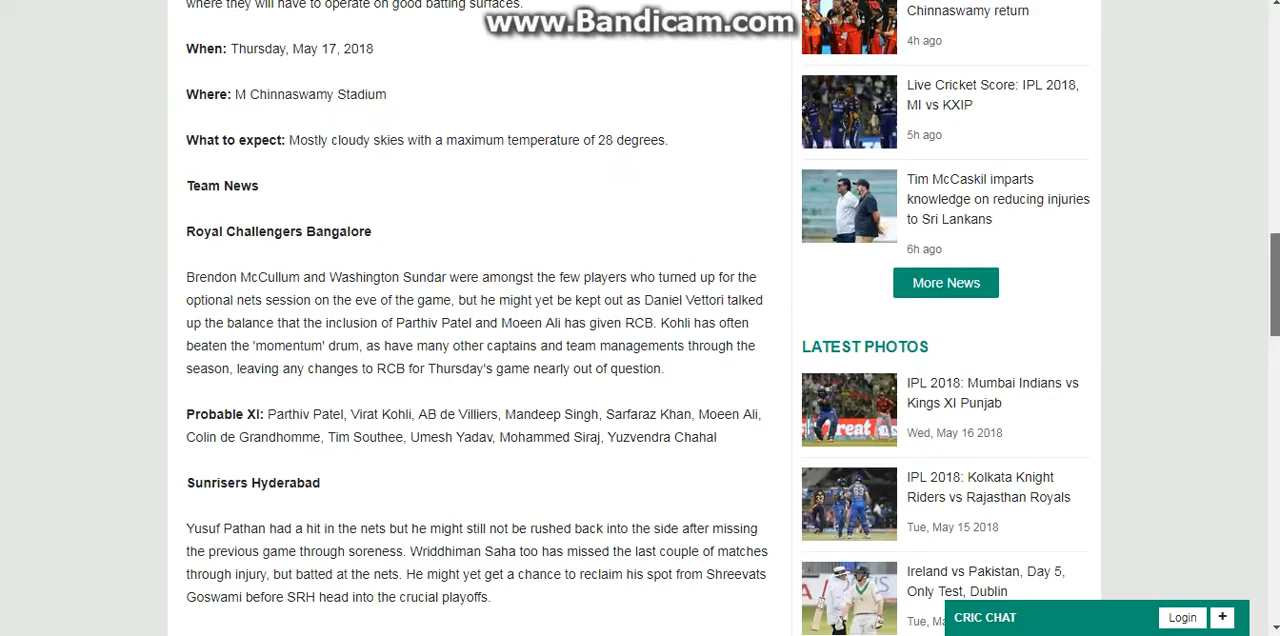 where they will have to operate on good batting surfaces.
www.Bandicam.com
When: Thursday, May 17, 2018
Where: M Chinnaswamy Stadium
What to expect: Mostly cloudy skies with a maximum temperature of 28 degrees.
Team News
Royal Challengers Bangalore
Brendon McCullum and Washington Sundar were amongst the few players who turned up for the
optional nets session on the eve of the game, but he might yet be kept out as Daniel Vettori talked
up the balance that the inclusion of Parthiv Patel and Moeen Ali has given RCB. Kohli has often
beaten the 'momentum' drum, as have many other captains and team managements through the
season, leaving any changes to RCB for Thursday's game nearly out of question.
Probable XI: Parthiv Patel, Virat Kohli, AB de Villiers, Mandeep Singh, Sarfaraz Khan, Moeen Ali,
Colin de Grandhomme, Tim Southee, Umesh Yadav, Mohammed Siraj, Yuzvendra Chahal
Sunrisers Hyderabad
Yusuf Pathan had a hit in the nets but he might still not be rushed back into the side after missing
the previous game through soreness. Wriddhiman Saha too has missed the last couple of matches
through injury, but batted at the nets. He might yet get a chance to reclaim his spot from Shreevats
Goswami before SRH head into the crucial playoffs.
Chinnaswamy return
4h ago
Live Cricket Score: IPL 2018,
MI vs KXIP
5h ago
Tim McCaskil imparts
knowledge on reducing injuries
to Sri Lankans
6h ago
More News
LATEST PHOTOS
IPL 2018: Mumbai Indians vs
Kings XI Punjab
Wed, May 16 2018
IPL 2018: Kolkata Knight
Riders vs Rajasthan Royals
Tue, May 15 2018
Ireland vs Pakistan, Day 5,
Only Test, Dublin
Tue,
CRIC CHAT
Login
+